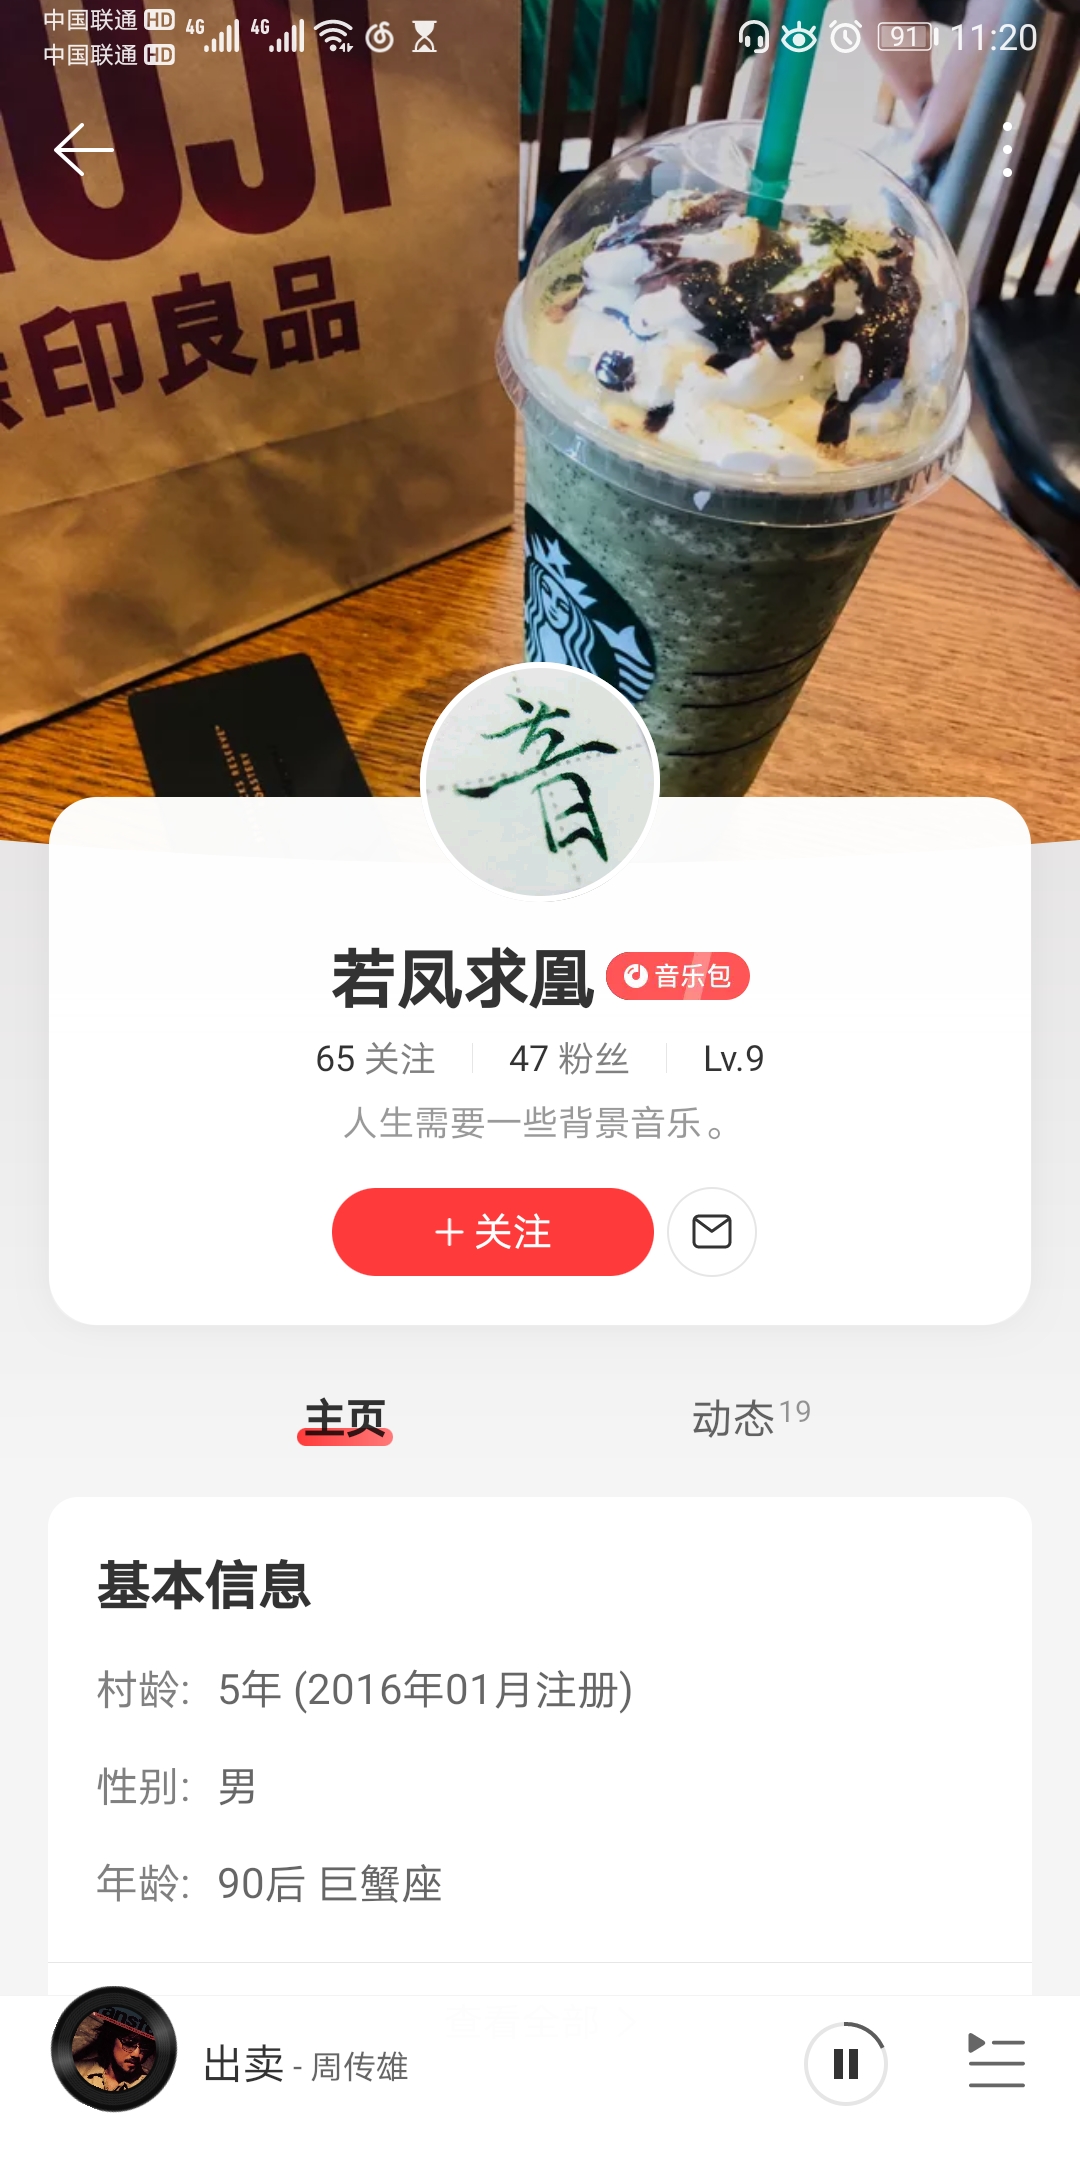 中国联通 HD 4G 4G 91 11:20
中国联通 HD
UJI
印良品
音
若凤求凰 音乐包
65 关注 47 粉丝 Lv.9
人生需要一些背景音乐。
+ 关注
主页 动态 19
基本信息
村龄: 5年 (2016年01月注册)
性别: 男
年龄: 90后 巨蟹座
出卖 - 周传雄